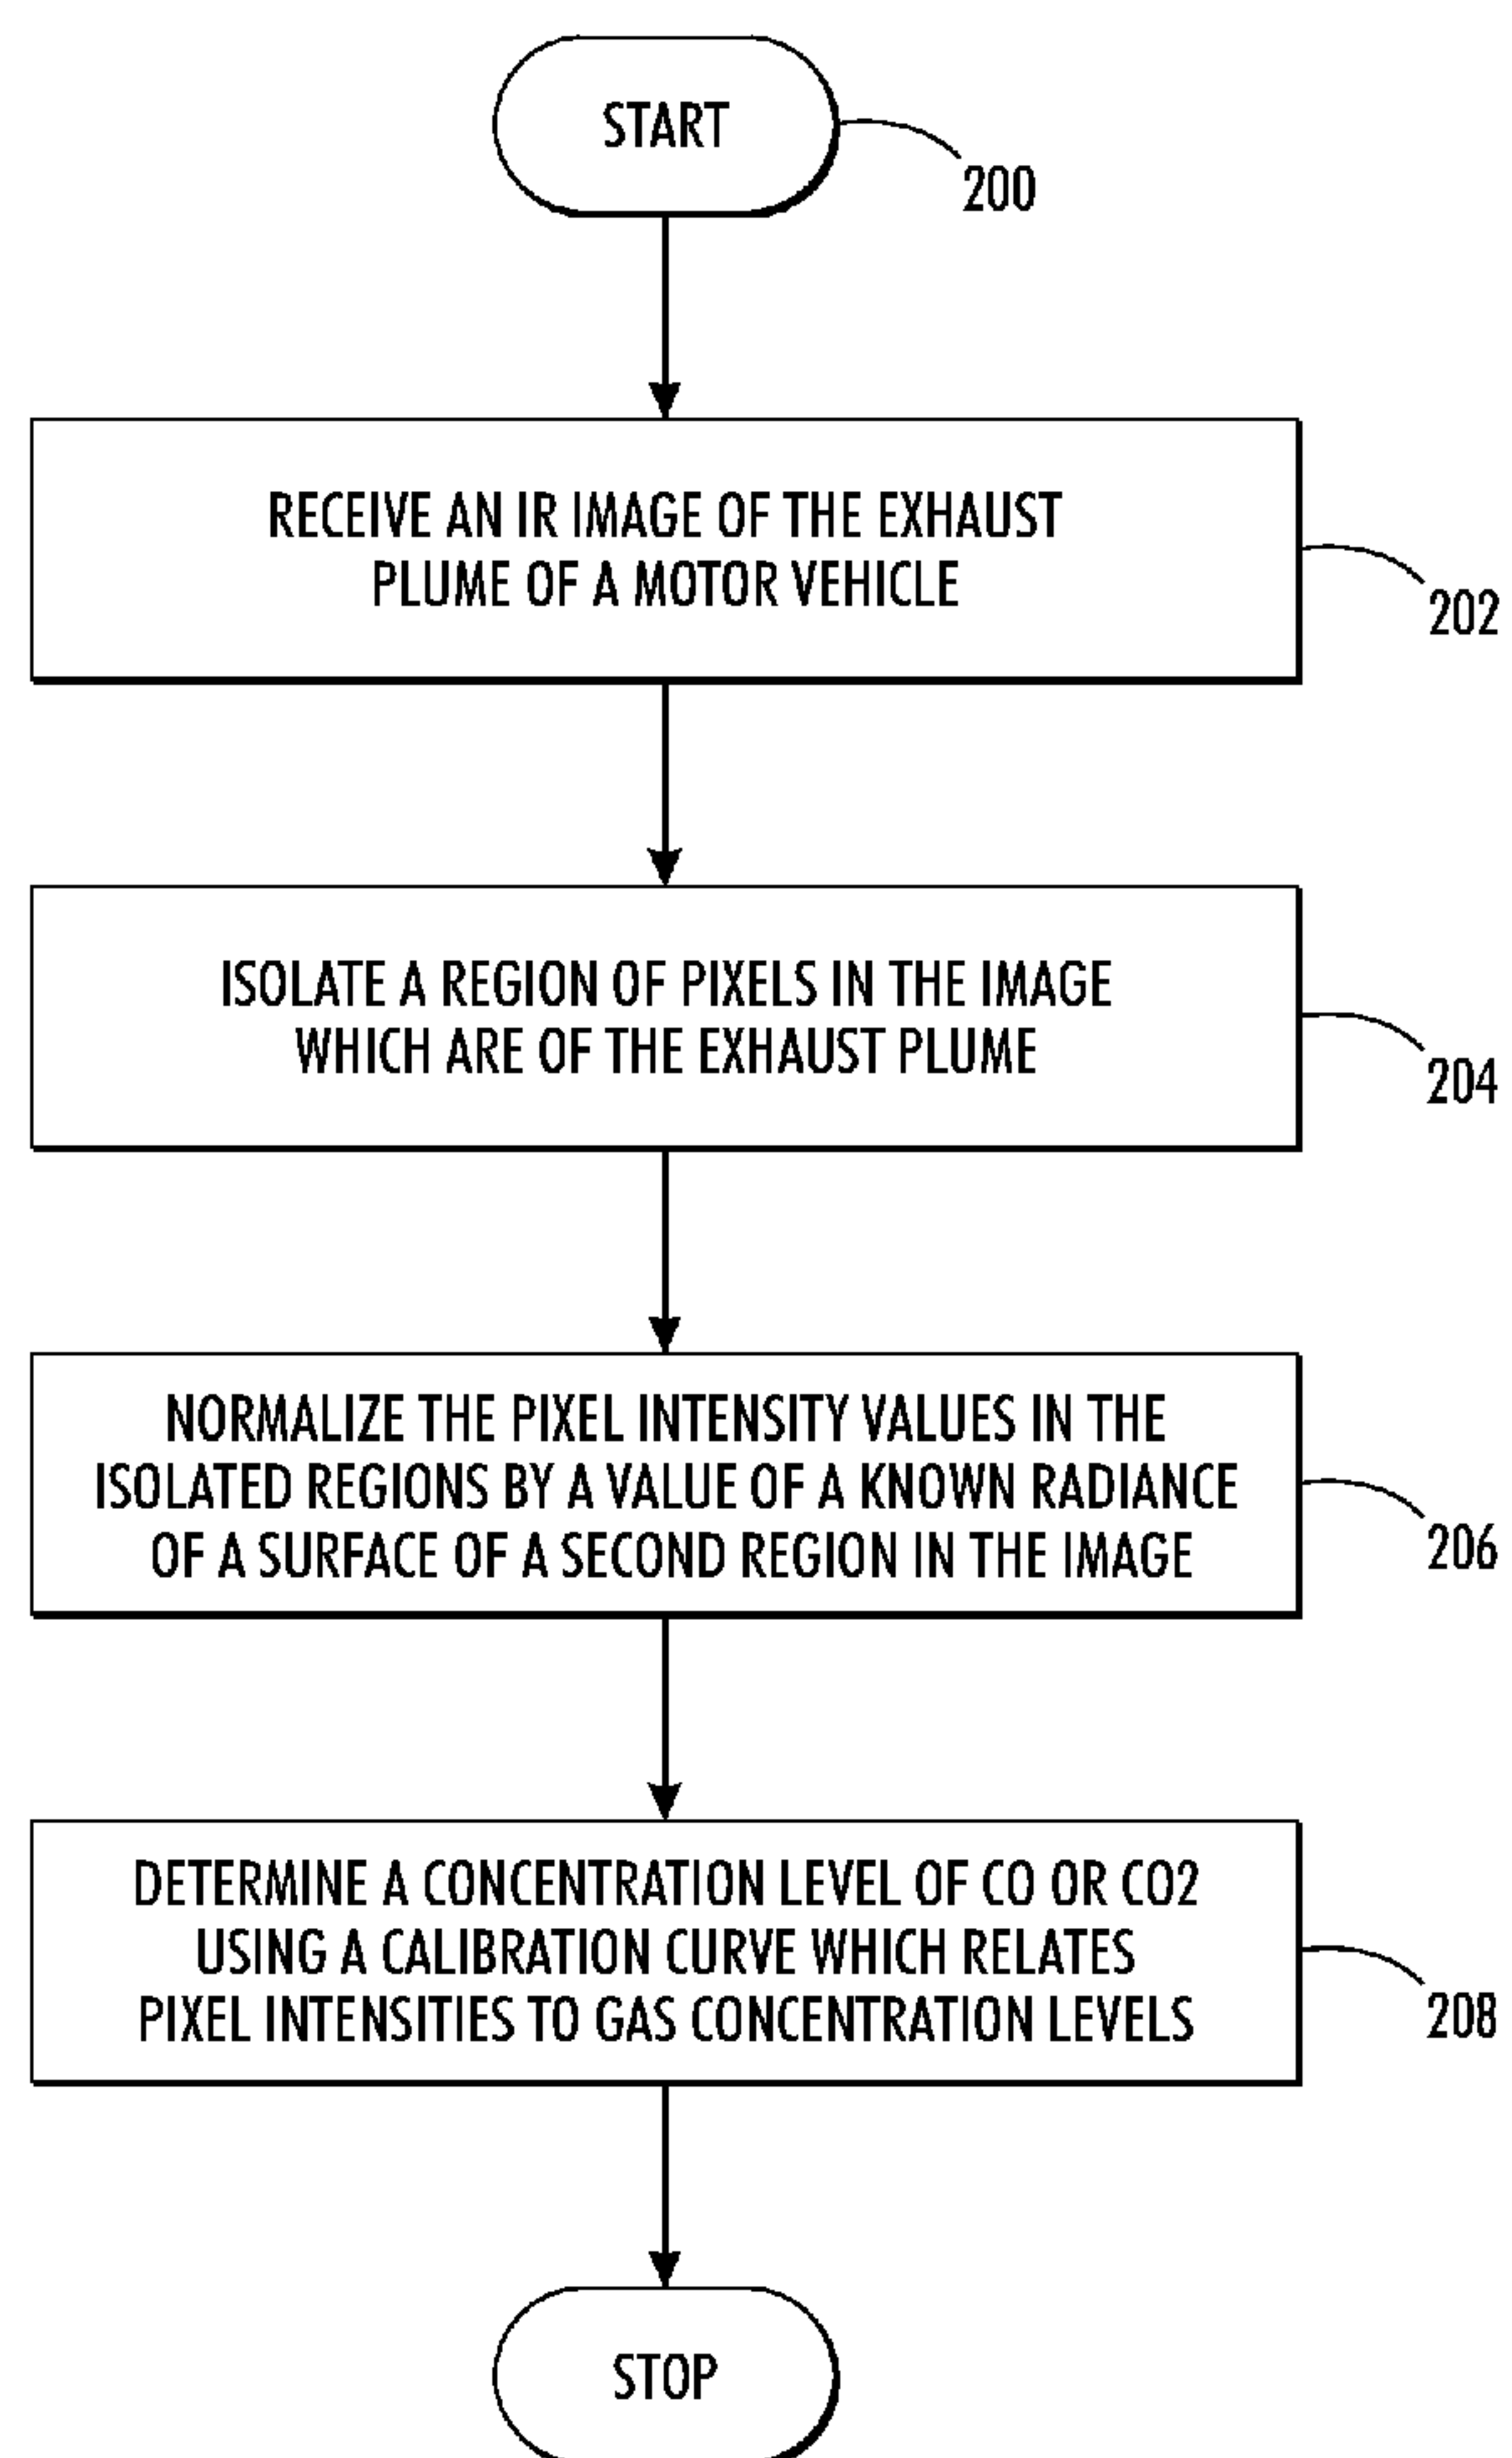 START
200
RECEIVE AN IR IMAGE OF THE EXHAUST
PLUME OF A MOTOR VEHICLE
202
ISOLATE A REGION OF PIXELS IN THE IMAGE
WHICH ARE OF THE EXHAUST PLUME
204
NORMALIZE THE PIXEL INTENSITY VALUES IN THE
ISOLATED REGIONS BY A VALUE OF A KNOWN RADIANCE
OF A SURFACE OF A SECOND REGION IN THE IMAGE
206
DETERMINE A CONCENTRATION LEVEL OF CO OR CO2
USING A CALIBRATION CURVE WHICH RELATES
PIXEL INTENSITIES TO GAS CONCENTRATION LEVELS
208
STOP